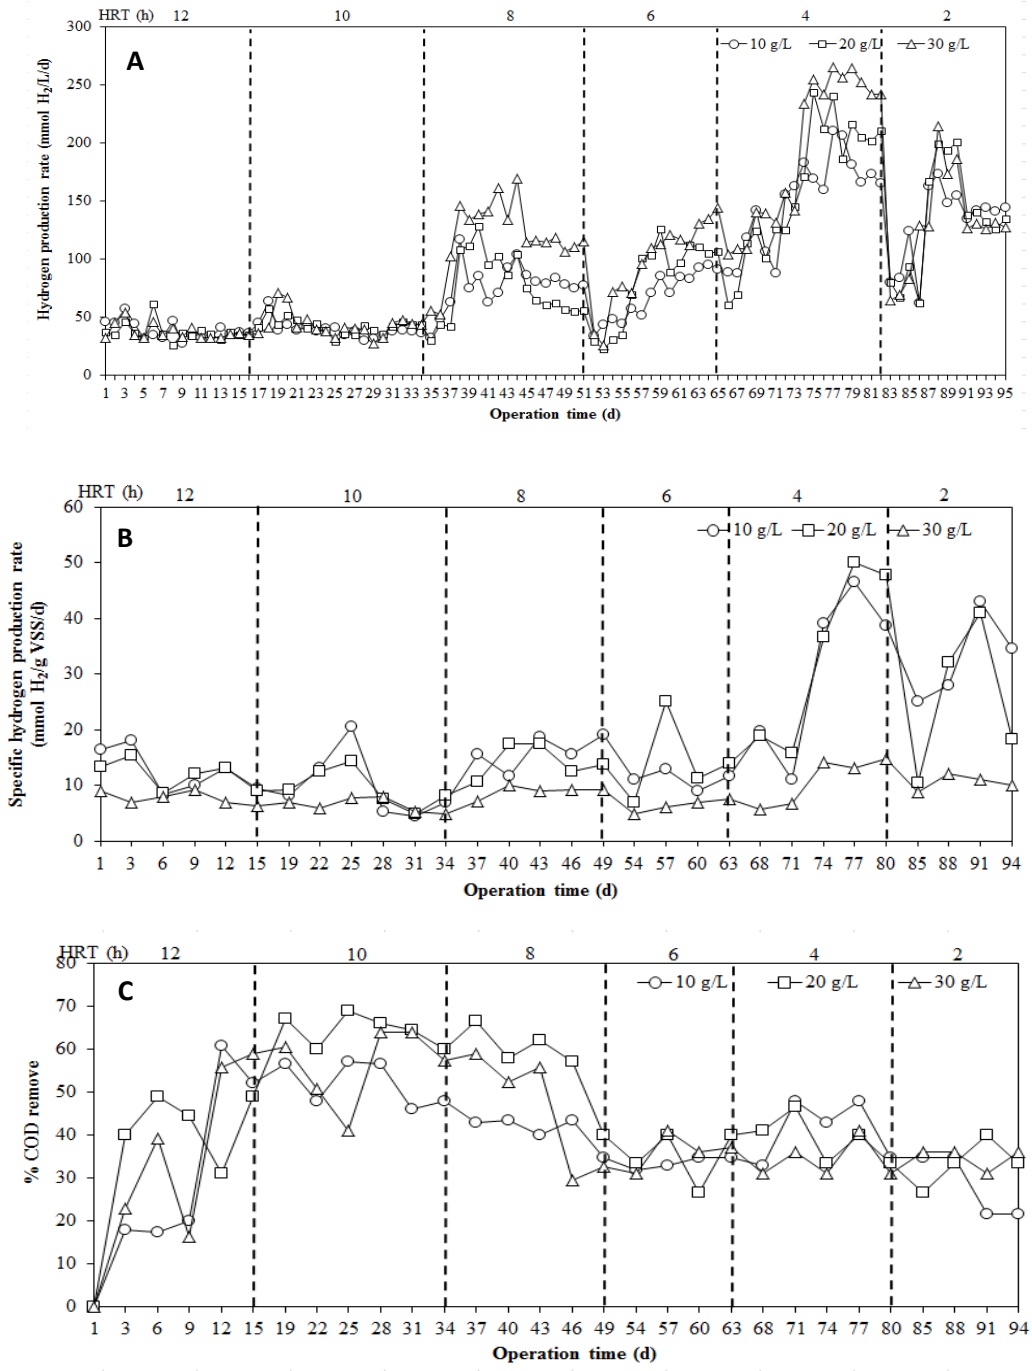 HRT (h) 12 10 8 6 4 2
300
A
10 g/L 20 g/L 30 g/L
250
200
150
100
50
0
Hydrogen production rate (mmol H2/L/d)
1 3 5 7 9 11 13 15 17 19 21 23 25 27 29 31 33 35 37 39 41 43 45 47 49 51 53 55 57 59 61 63 65 67 69 71 73 75 77 79 81 83 85 87 89 91 93 95
Operation time (d)
HRT (h) 12 10 8 6 4 2
60
B
10 g/L 20 g/L 30 g/L
50
40
30
20
10
0
Specific hydrogen production rate
(mmol H2/g VSS/d)
1 3 6 9 12 15 19 22 25 28 31 34 37 40 43 46 49 54 57 60 63 68 71 74 77 80 85 88 91 94
Operation time (d)
HRT (h) 12 10 8 6 4 2
80
C
10 g/L 20 g/L 30 g/L
70
60
50
40
30
20
10
0
% COD remove
1 3 6 9 12 15 19 22 25 28 31 34 37 40 43 46 49 54 57 60 63 68 71 74 77 80 85 88 91 94
Operation time (d)